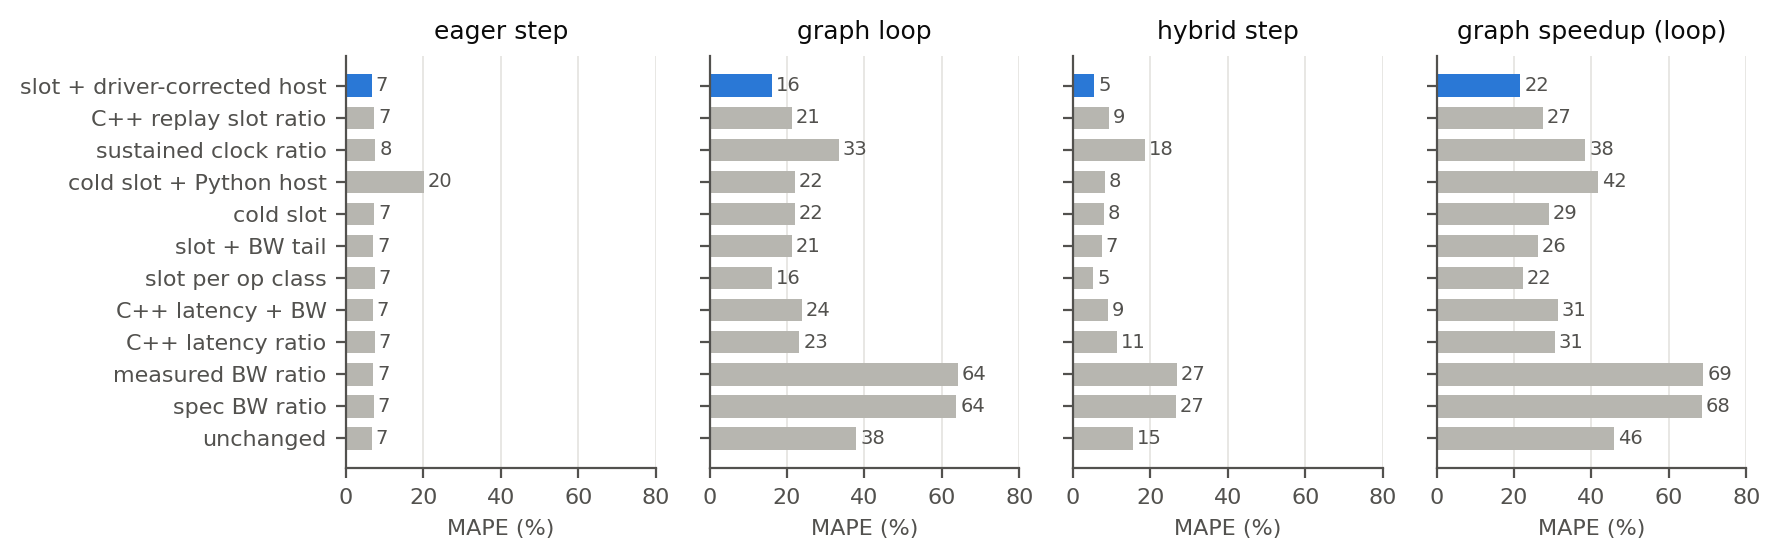 eager step
graph loop
hybrid step
graph speedup (loop)
slot + driver-corrected host 7 16 5 22
C++ replay slot ratio 7 21 9 27
sustained clock ratio 8 33 18 38
cold slot + Python host 20 22 8 42
cold slot 7 22 8 29
slot + BW tail 7 21 7 26
slot per op class 7 16 5 22
C++ latency + BW 7 24 9 31
C++ latency ratio 7 23 11 31
measured BW ratio 7 64 27 69
spec BW ratio 7 64 27 68
unchanged 7 38 15 46
0 20 40 60 80
0 20 40 60 80
0 20 40 60 80
0 20 40 60 80
MAPE (%)
MAPE (%)
MAPE (%)
MAPE (%)